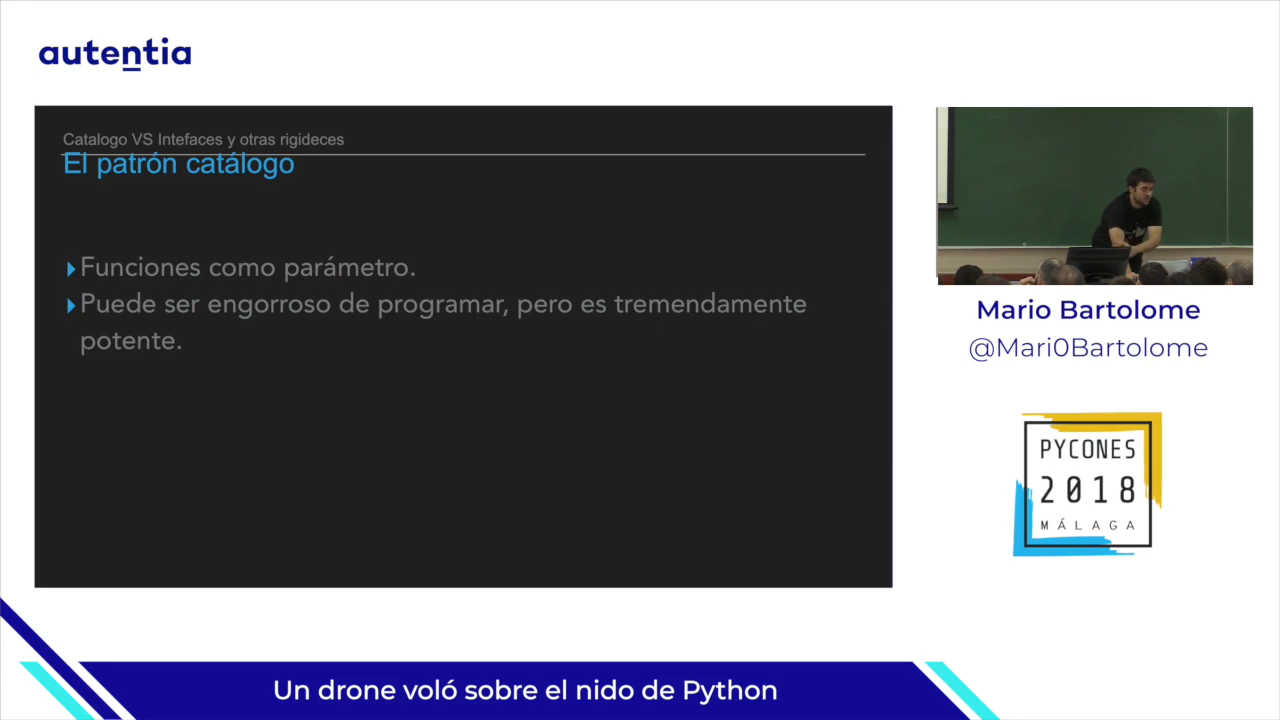 autentia
Catalogo VS Intefaces y otras rigideces
El patrón catálogo
Funciones como parámetro.
Puede ser engorroso de programar, pero es tremendamente
potente.
Mario Bartolome
@Mari0Bartolome
PYCONES
2018
MÁLAGA
Un drone voló sobre el nido de Python